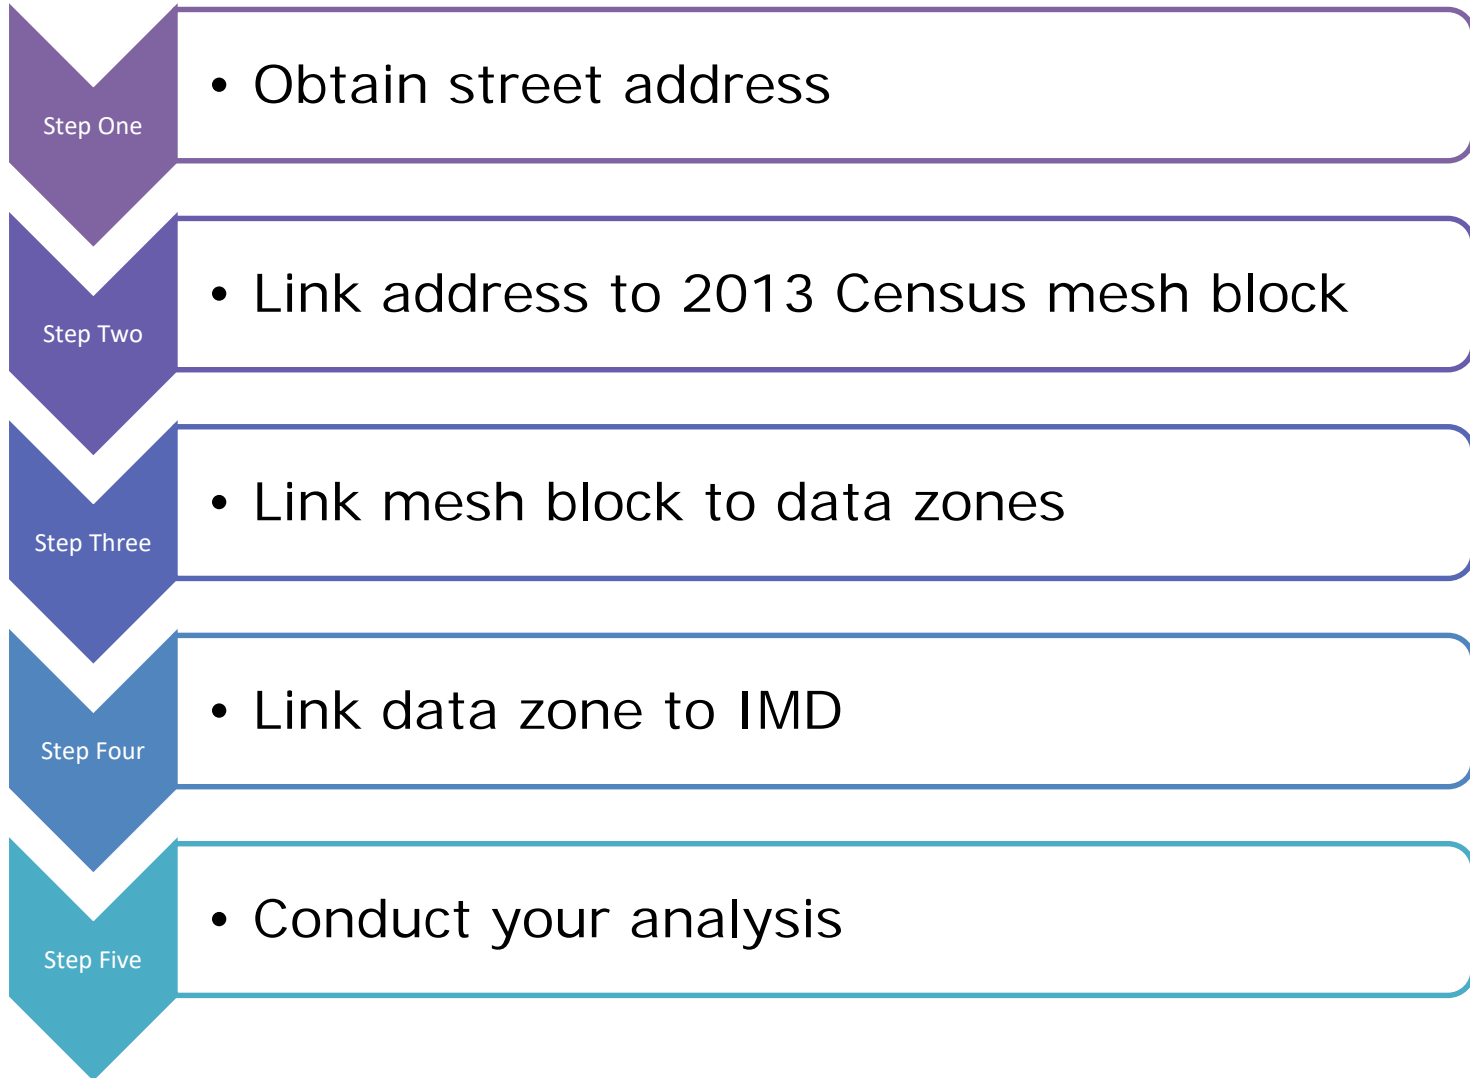 Step One
• Obtain street address
Step Two
• Link address to 2013 Census mesh block
Step Three
• Link mesh block to data zones
Step Four
• Link data zone to IMD
Step Five
• Conduct your analysis